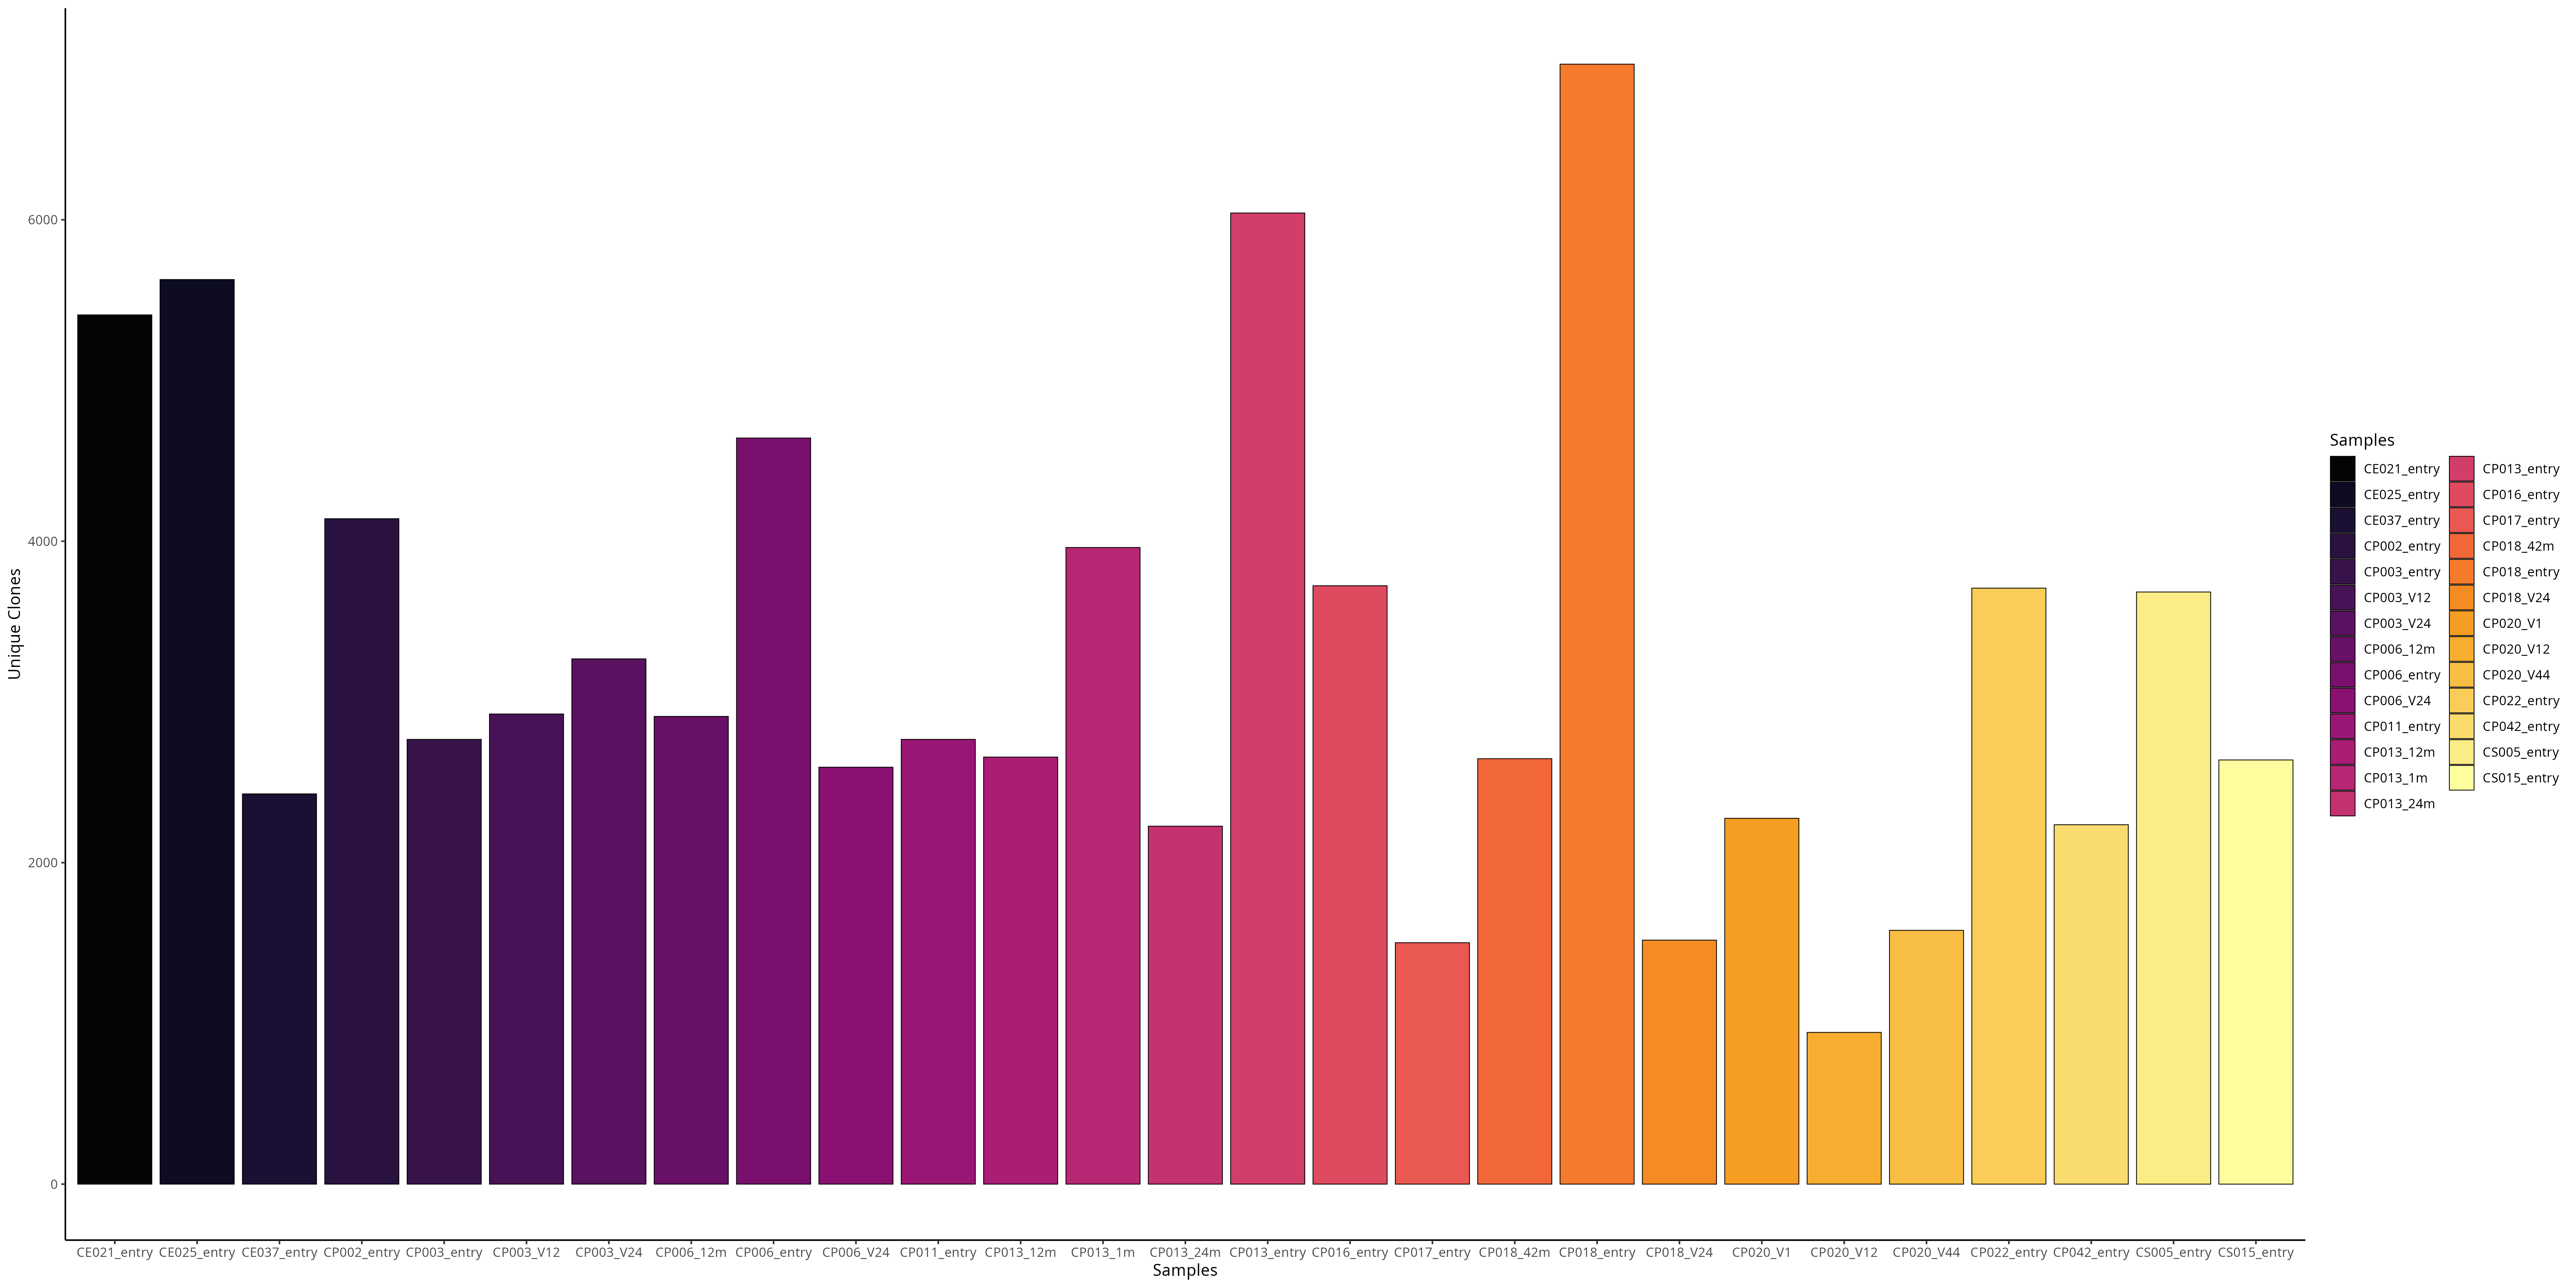 Unique Clones
6000
4000
2000
0
CE021_entry CE025_entry CE037_entry CP002_entry CP003_entry CP003_V12 CP003_V24 CP006_12m CP006_entry CP006_V24 CP011_entry CP013_12m CP013_1m CP013_24m CP013_entry CP016_entry CP017_entry CP018_42m CP018_entry CP018_V24 CP020_V1 CP020_V12 CP020_V44 CP022_entry CP042_entry CS005_entry CS015_entry
Samples
Samples
CE021_entry
CE025_entry
CE037_entry
CP002_entry
CP003_entry
CP003_V12
CP003_V24
CP006_12m
CP006_entry
CP006_V24
CP011_entry
CP013_12m
CP013_1m
CP013_24m
CP013_entry
CP016_entry
CP017_entry
CP018_42m
CP018_entry
CP018_V24
CP020_V1
CP020_V12
CP020_V44
CP022_entry
CP042_entry
CS005_entry
CS015_entry